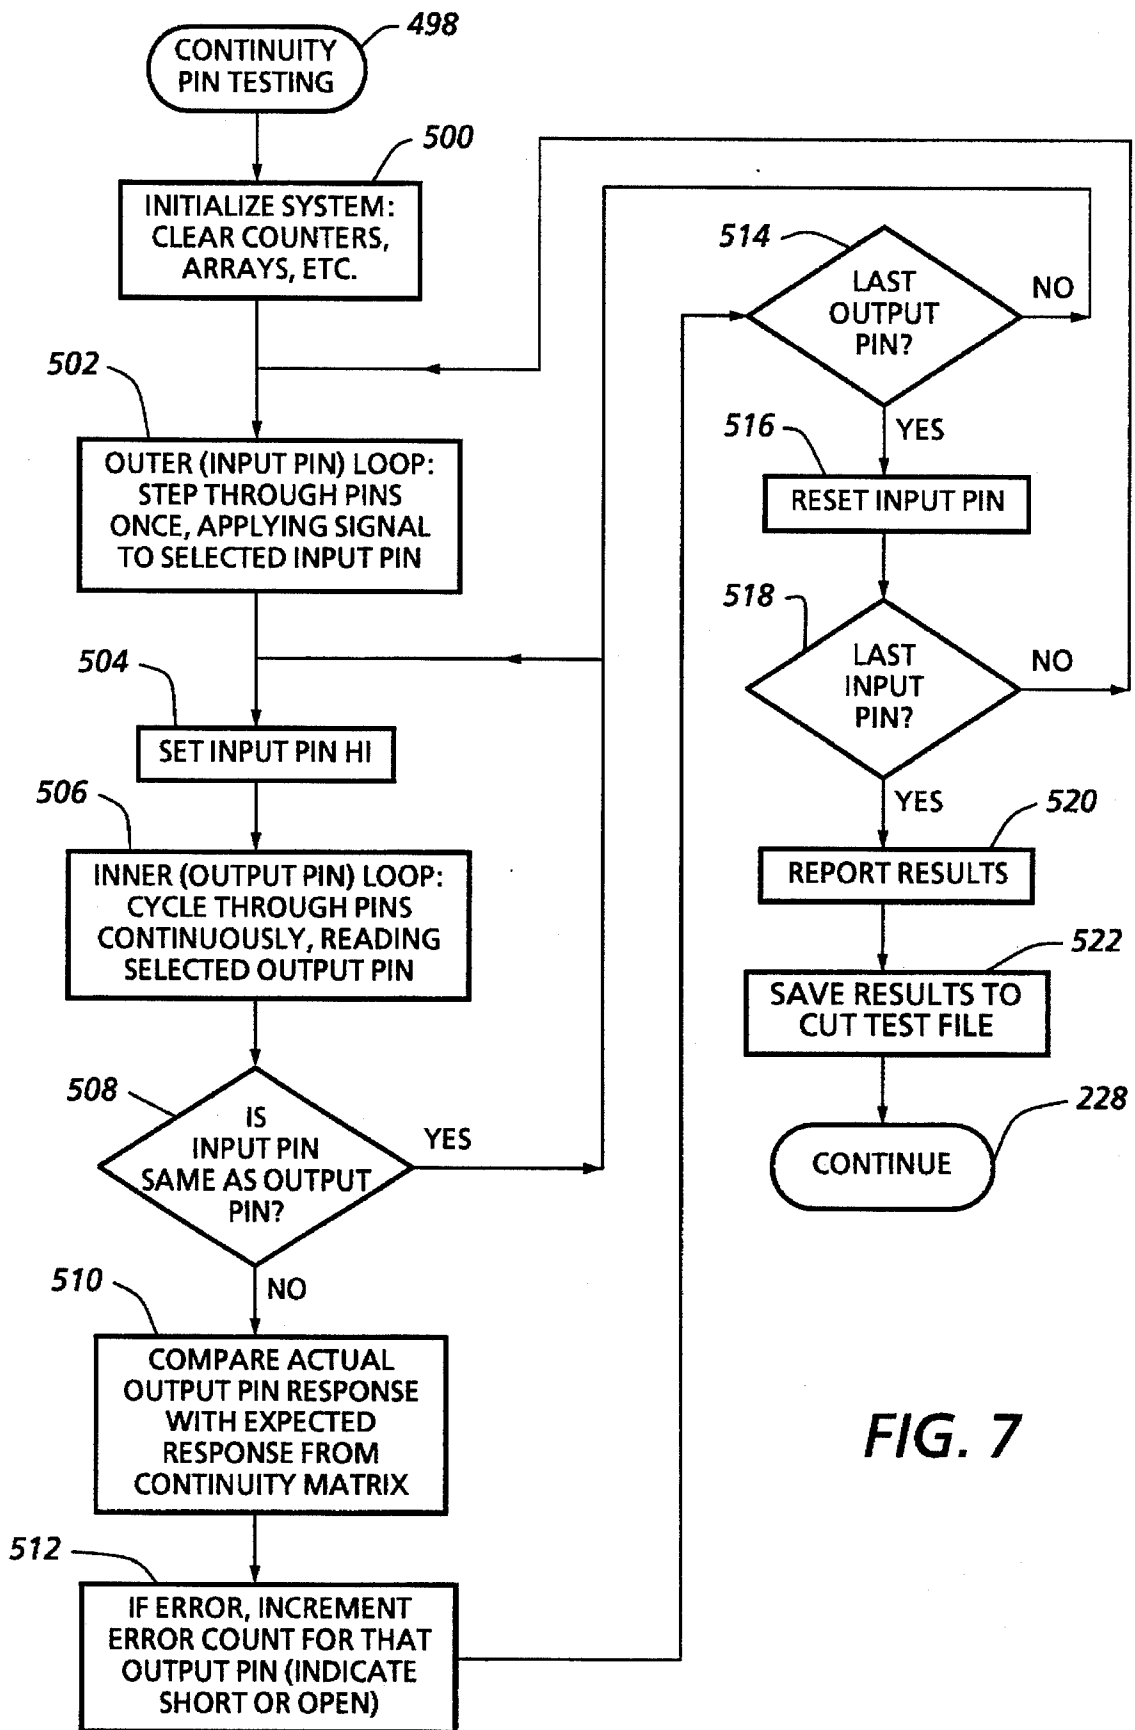 498
CONTINUITY
PIN TESTING
500
INITIALIZE SYSTEM:
CLEAR COUNTERS,
ARRAYS, ETC.
502
OUTER (INPUT PIN) LOOP:
STEP THROUGH PINS
ONCE, APPLYING SIGNAL
TO SELECTED INPUT PIN
504
SET INPUT PIN HI
506
INNER (OUTPUT PIN) LOOP:
CYCLE THROUGH PINS
CONTINUOUSLY, READING
SELECTED OUTPUT PIN
508
IS
INPUT PIN
SAME AS OUTPUT
PIN?
YES
NO
510
COMPARE ACTUAL
OUTPUT PIN RESPONSE
WITH EXPECTED
RESPONSE FROM
CONTINUITY MATRIX
512
IF ERROR, INCREMENT
ERROR COUNT FOR THAT
OUTPUT PIN (INDICATE
SHORT OR OPEN)
514
LAST
OUTPUT
PIN?
NO
YES
516
RESET INPUT PIN
518
LAST
INPUT
PIN?
NO
YES
520
REPORT RESULTS
522
SAVE RESULTS TO
CUT TEST FILE
228
CONTINUE
FIG. 7